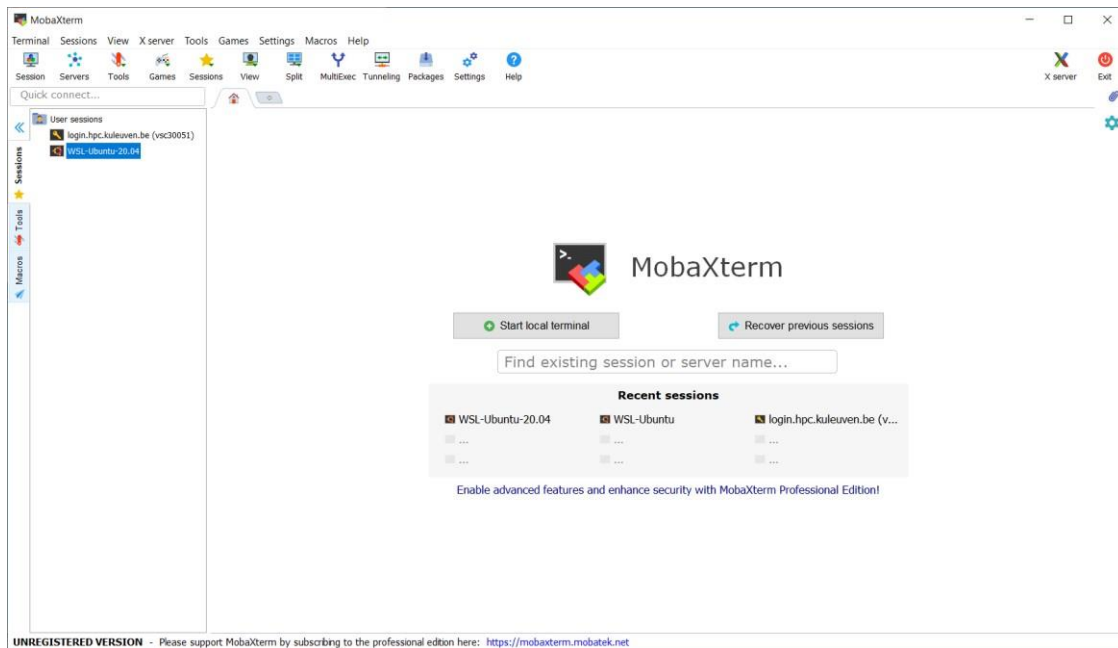 MobaXterm
Terminal Sessions View X server Tools Games Settings Macros Help
Session Servers Tools Games Sessions View Split MultiExec Tunneling Packages Settings Help X server Exit
Quick connect...
User sessions
login.hpc.kuleuven.be (vsc30051)
WSL-Ubuntu-20.04
Sessions
Tools
Macros
>_
MobaXterm
Start local terminal Recover previous sessions
Find existing session or server name...
Recent sessions
WSL-Ubuntu-20.04 WSL-Ubuntu login.hpc.kuleuven.be (v...
... ... ...
... ... ...
Enable advanced features and enhance security with MobaXterm Professional Edition!
UNREGISTERED VERSION - Please support MobaXterm by subscribing to the professional edition here: https://mobaxterm.mobatek.net